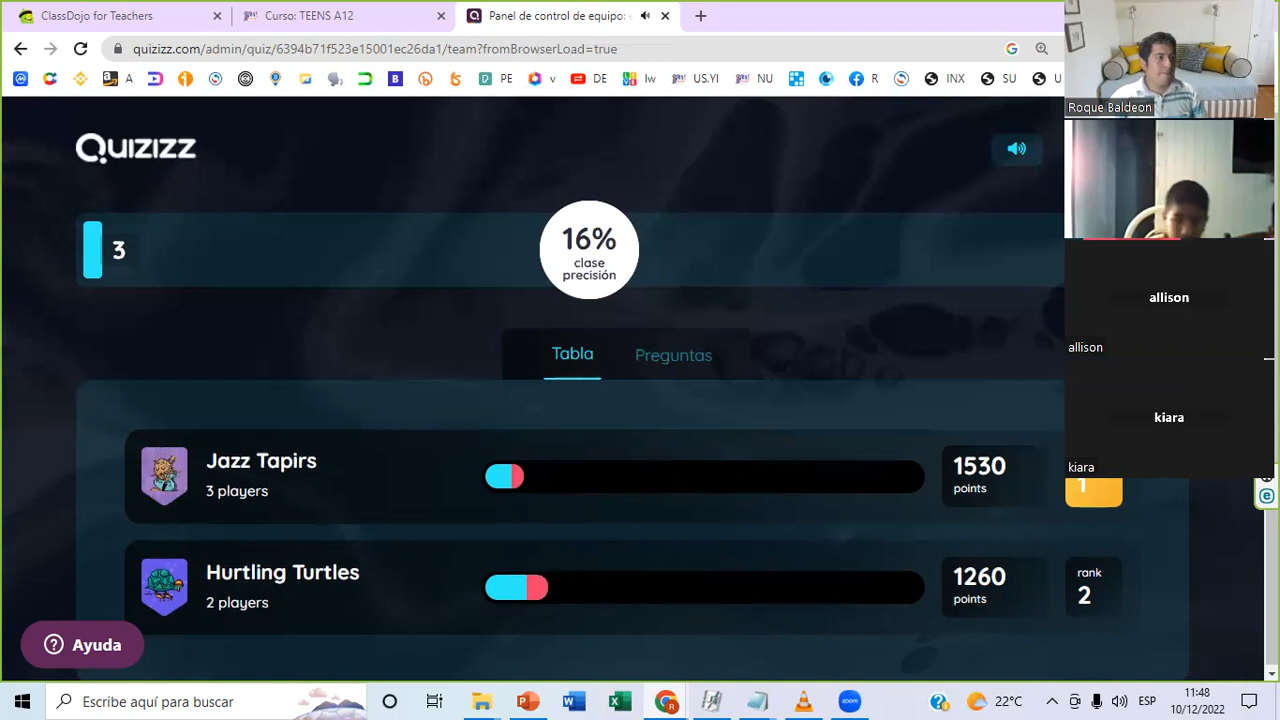 ClassDojo for Teachers
Curso: TEENS A12
Panel de control de equipo:
quizizz.com/admin/quiz/6394b71f523e15001ec26da1/team?fromBrowserLoad=true
A PE v DE Iw US.YI NU R INX SU U
Roque Baldeon
QUIZIZZ
3
16%
clase
precisión
allison
allison
Tabla
Preguntas
kiara
kiara
Jazz Tapirs
3 players
1530
points
1
Hurtling Turtles
2 players
1260
points
rank
2
Ayuda
Escribe aquí para buscar
zoom
22°C
ESP
11:48
10/12/2022